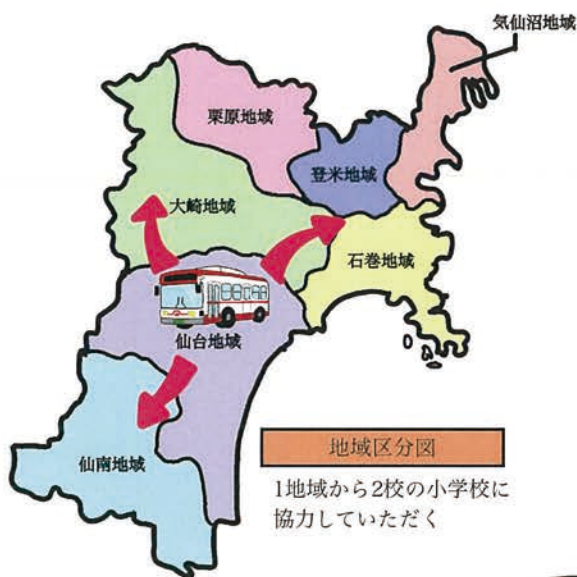 気仙沼地域
栗原地域
登米地域
大崎地域
石巻地域
仙台地域
仙南地域
地域区分図
1地域から2校の小学校に
協力していただく